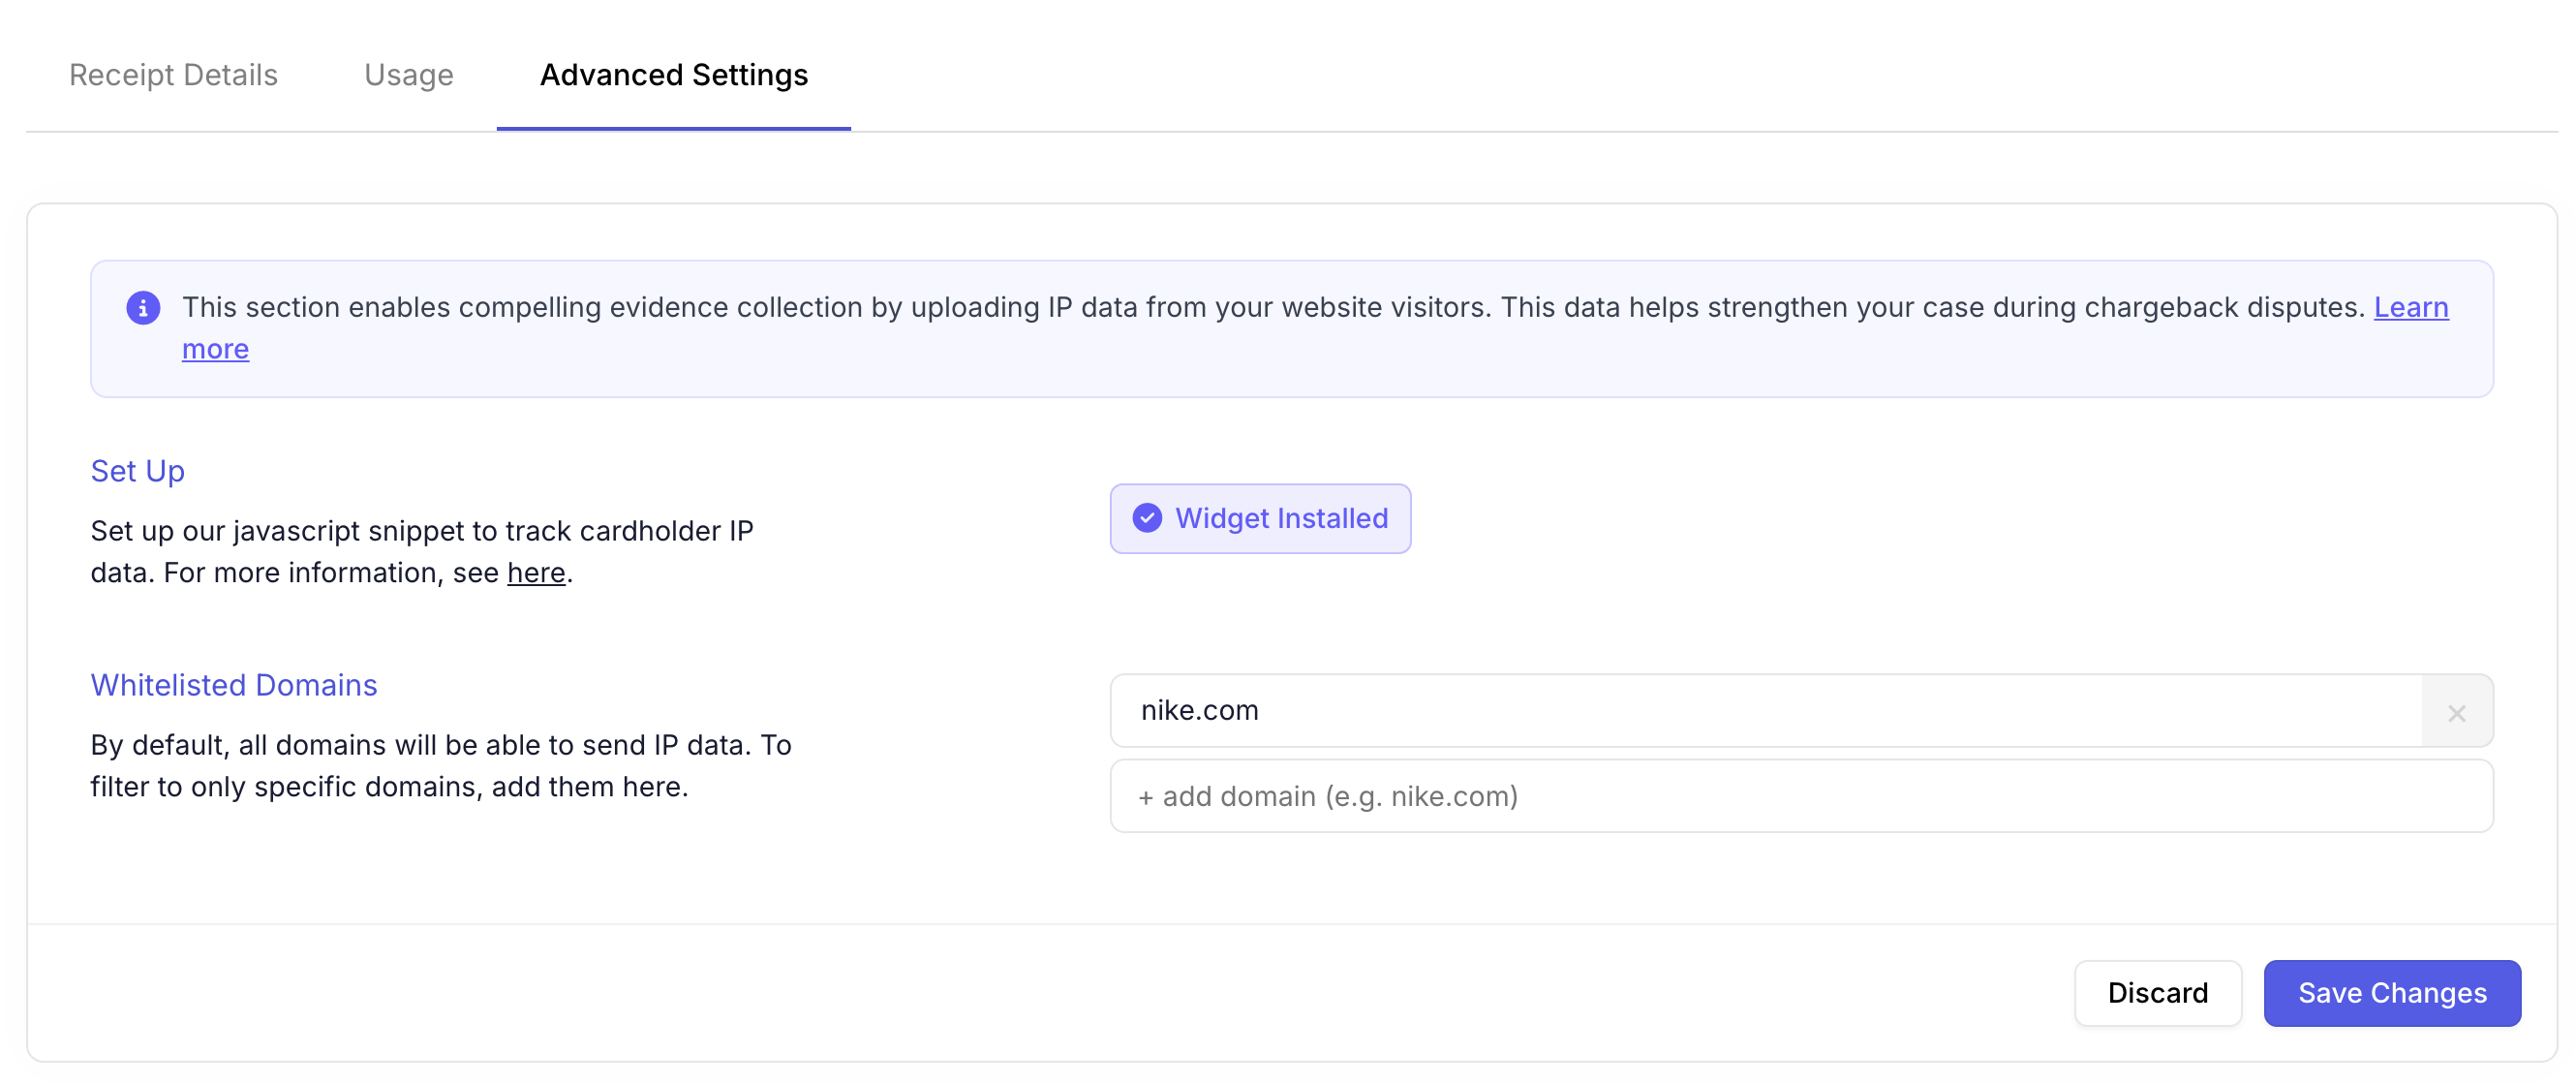 Receipt Details Usage Advanced Settings
This section enables compelling evidence collection by uploading IP data from your website visitors. This data helps strengthen your case during chargeback disputes. Learn
more
Set Up
Set up our javascript snippet to track cardholder IP
data. For more information, see here.
Widget Installed
Whitelisted Domains
By default, all domains will be able to send IP data. To
filter to only specific domains, add them here.
nike.com
+ add domain (e.g. nike.com)
Discard Save Changes